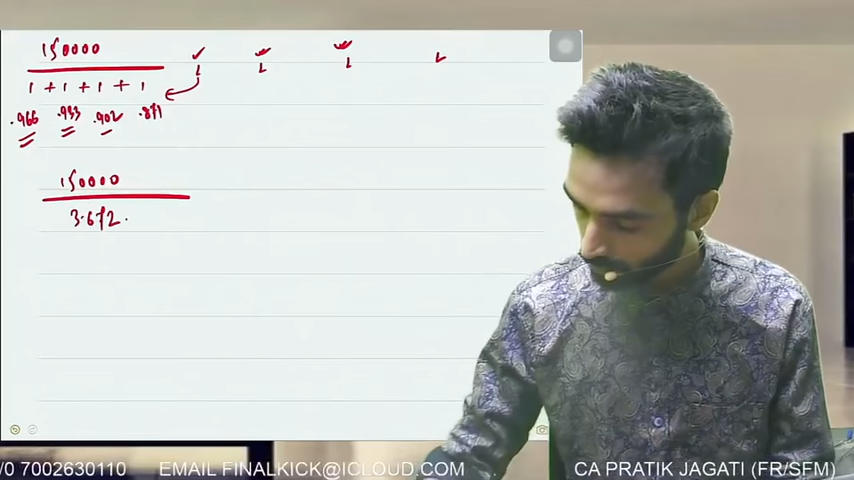 150000
1 + 1 + 1 + 1
.966 .933 .902 .871
150000
3.672.
/0 7002630110 EMAIL FINALKICK@ICLOUD.COM CA PRATIK JAGATI (FR/SFM)